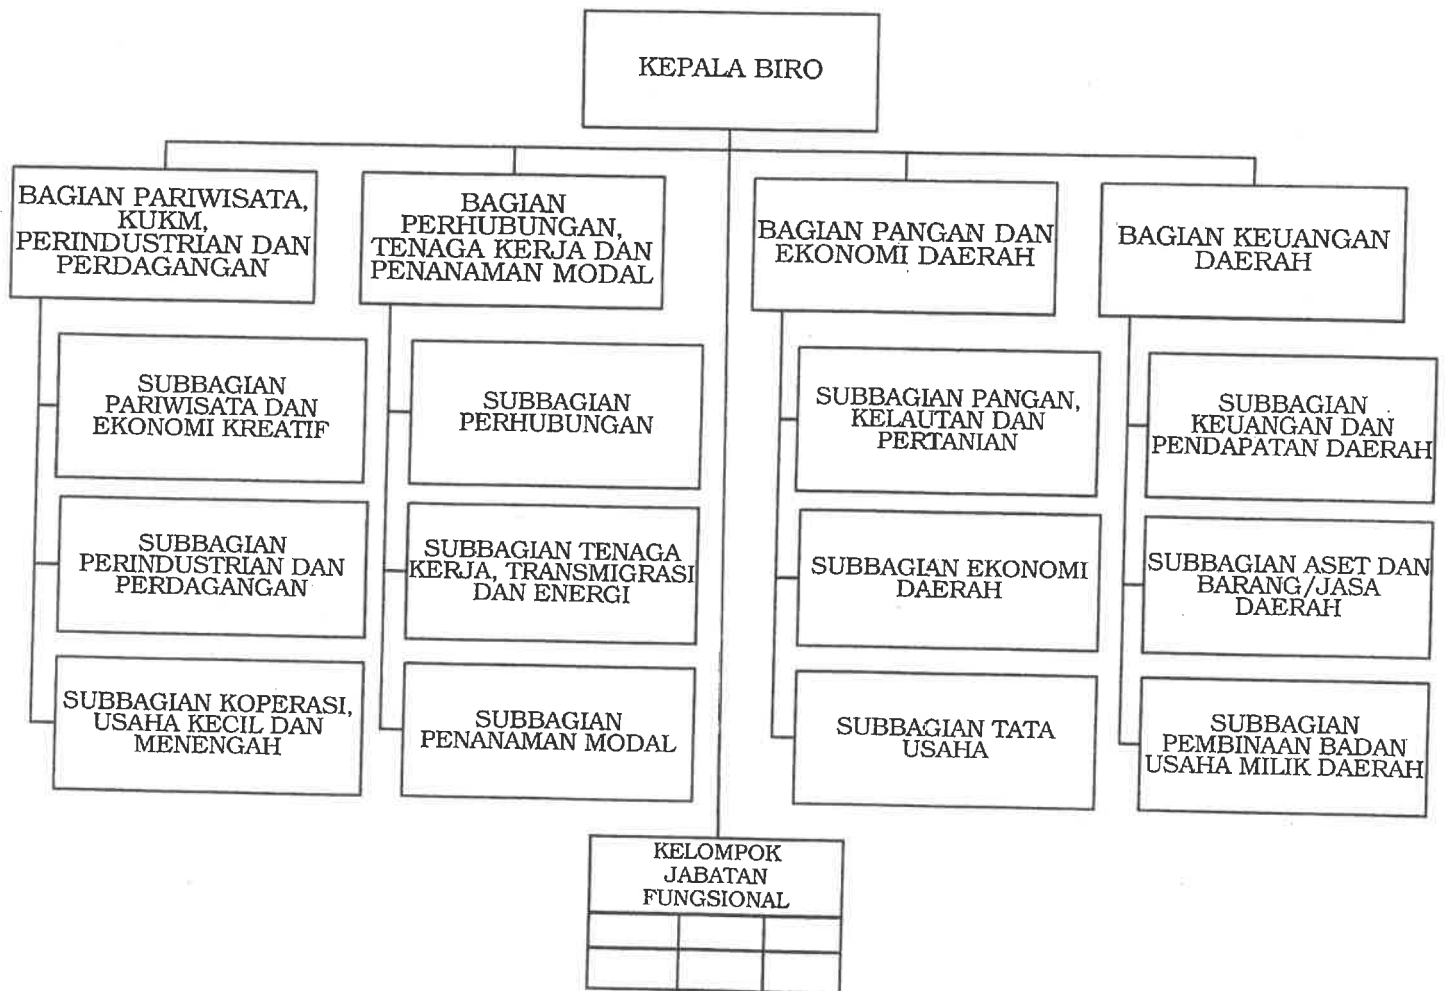 KEPALA BIRO
BAGIAN PARIWISATA,
KUKM,
PERINDUSTRIAN DAN
PERDAGANGAN
BAGIAN
PERHUBUNGAN,
TENAGA KERJA DAN
PENANAMAN MODAL
BAGIAN PANGAN DAN
EKONOMI DAERAH
BAGIAN KEUANGAN
DAERAH
SUBBAGIAN
PARIWISATA DAN
EKONOMI KREATIF
SUBBAGIAN
PERHUBUNGAN
SUBBAGIAN PANGAN,
KELAUTAN DAN
PERTANIAN
SUBBAGIAN
KEUANGAN DAN
PENDAPATAN DAERAH
SUBBAGIAN
PERINDUSTRIAN DAN
PERDAGANGAN
SUBBAGIAN TENAGA
KERJA, TRANSMIGRASI
DAN ENERGI
SUBBAGIAN EKONOMI
DAERAH
SUBBAGIAN ASET DAN
BARANG/JASA
DAERAH
SUBBAGIAN KOPERASI,
USAHA KECIL DAN
MENENGAH
SUBBAGIAN
PENANAMAN MODAL
SUBBAGIAN TATA
USAHA
SUBBAGIAN
PEMBINAAN BADAN
USAHA MILIK DAERAH
KELOMPOK
JABATAN
FUNGSIONAL